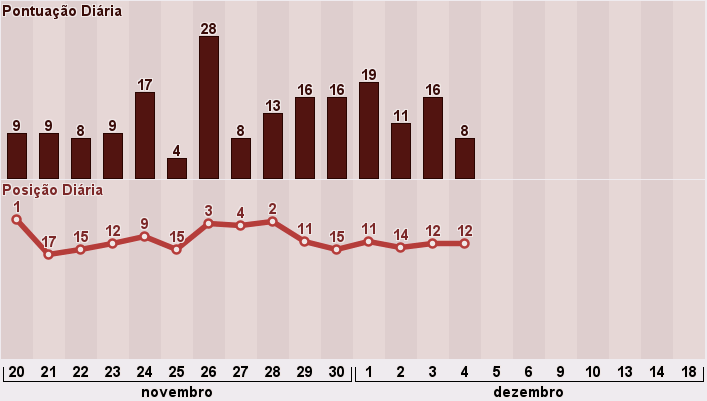 Pontuação Diária
9 9 8 9 17 4 28 8 13 16 16 19 11 16 8
Posição Diária
1 17 15 12 9 15 3 4 2 11 15 11 14 12 12
20 21 22 23 24 25 26 27 28 29 30 1 2 3 4 5 6 9 10 13 14 18
novembro dezembro